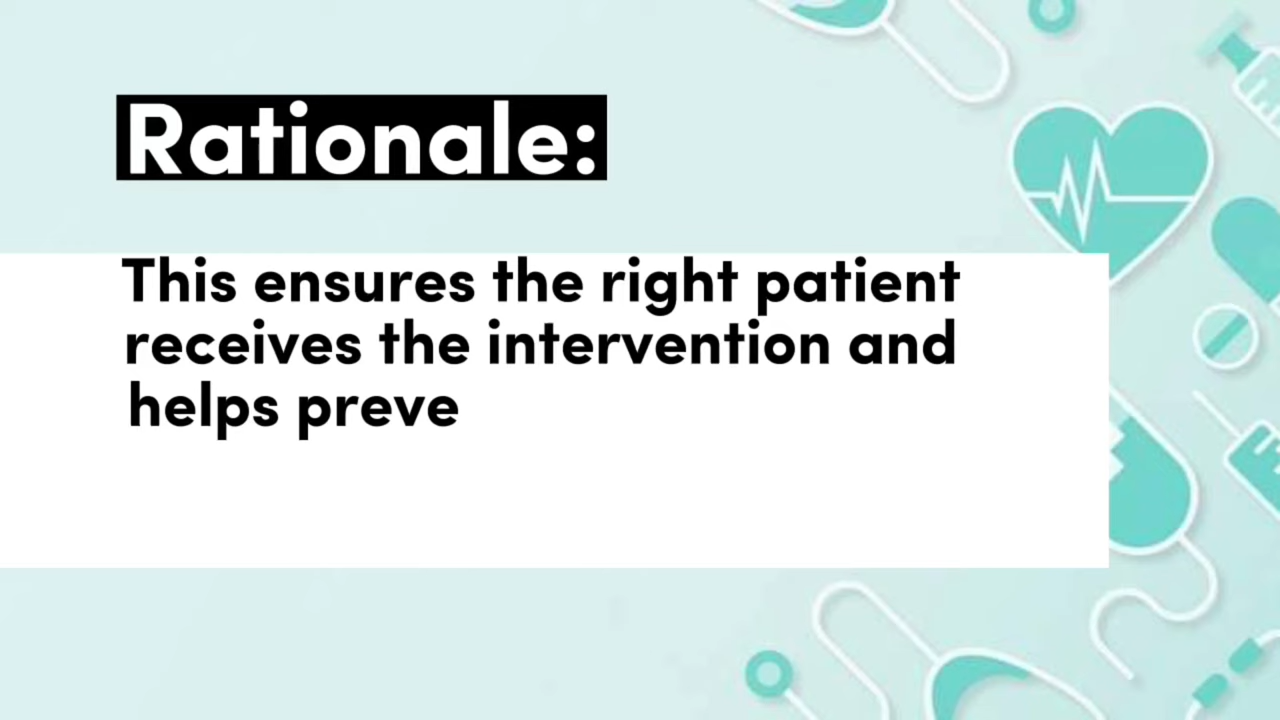 Rationale:
This ensures the right patient
receives the intervention and
helps preve